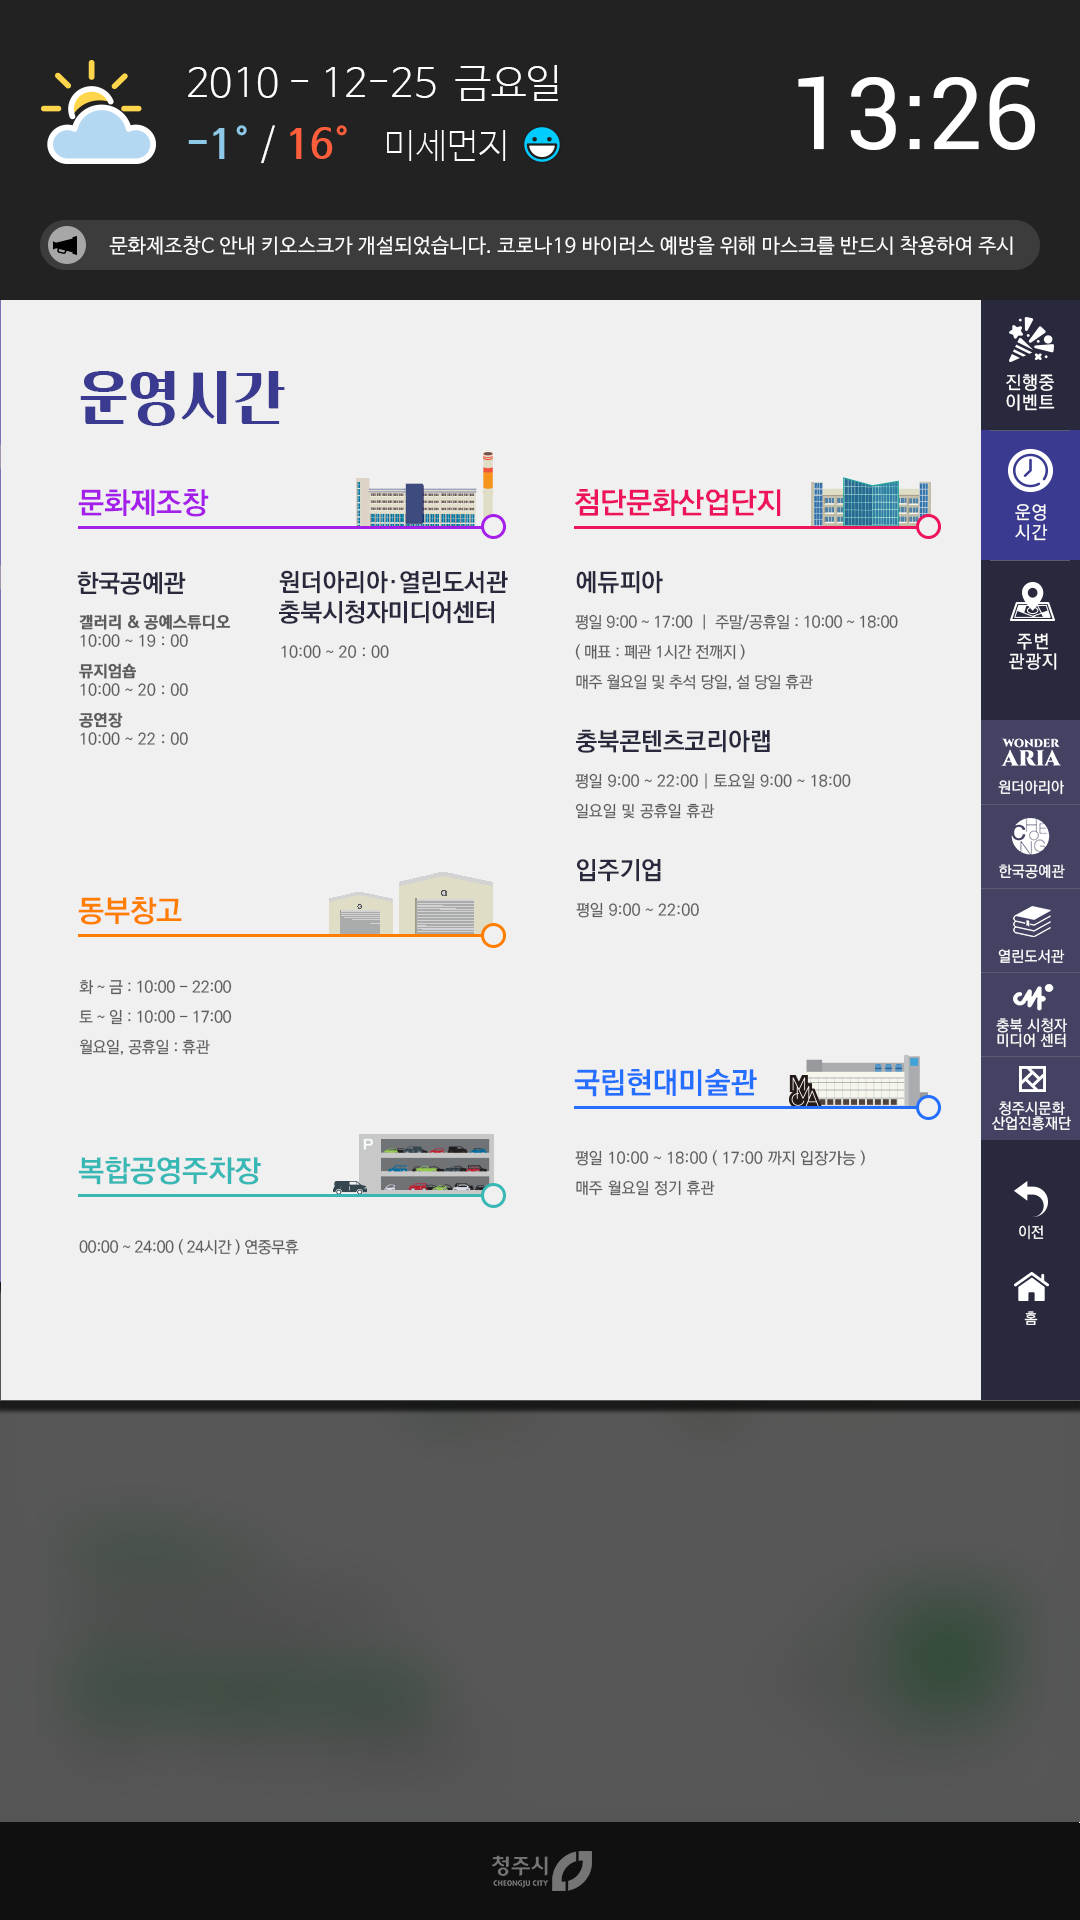 2010 - 12-25 금요일
-1° / 16° 미세먼지
13:26
문화제조창C 안내 키오스크가 개설되었습니다. 코로나19 바이러스 예방을 위해 마스크를 반드시 착용하여 주시
운영시간
문화제조창
한국공예관
갤러리 & 공예스튜디오
10:00 ~ 19 : 00
뮤지엄숍
10:00 ~ 20 : 00
공연장
10:00 ~ 22 : 00
원더아리아·열린도서관
충북시청자미디어센터
10:00 ~ 20 : 00
동부창고
화 ~ 금 : 10:00 - 22:00
토 ~ 일 : 10:00 - 17:00
월요일, 공휴일 : 휴관
P
복합공영주차장
00:00 ~ 24:00 ( 24시간 ) 연중무휴
첨단문화산업단지
에듀피아
평일 9:00 ~ 17:00 | 주말/공휴일 : 10:00 ~ 18:00
( 매표 : 폐관 1시간 전깨지 )
매주 월요일 및 추석 당일, 설 당일 휴관
충북콘텐츠코리아랩
평일 9:00 ~ 22:00 | 토요일 9:00 ~ 18:00
일요일 및 공휴일 휴관
입주기업
평일 9:00 ~ 22:00
국립현대미술관
MMCA
평일 10:00 ~ 18:00 ( 17:00 까지 입장가능 )
매주 월요일 정기 휴관
진행중
이벤트
운영
시간
주변
관광지
WONDER
ARIA
원더아리아
CHEONG
한국공예관
열린도서관
충북 시청자
미디어 센터
청주시문화
산업진흥재단
이전
홈
청주시
CHEONGJU CITY